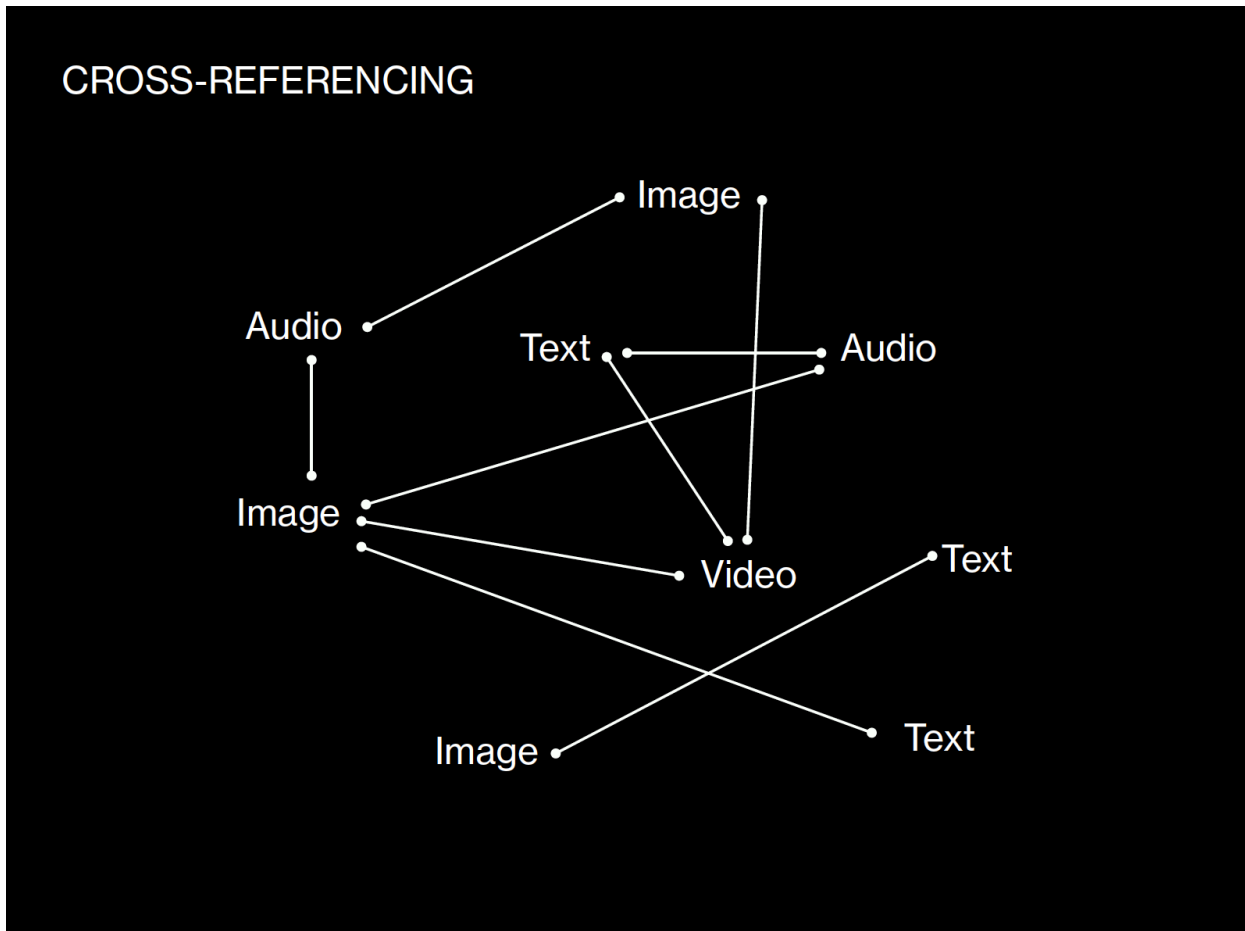 CROSS-REFERENCING
Image
Audio
Text
Audio
Image
Video
Text
Image
Text